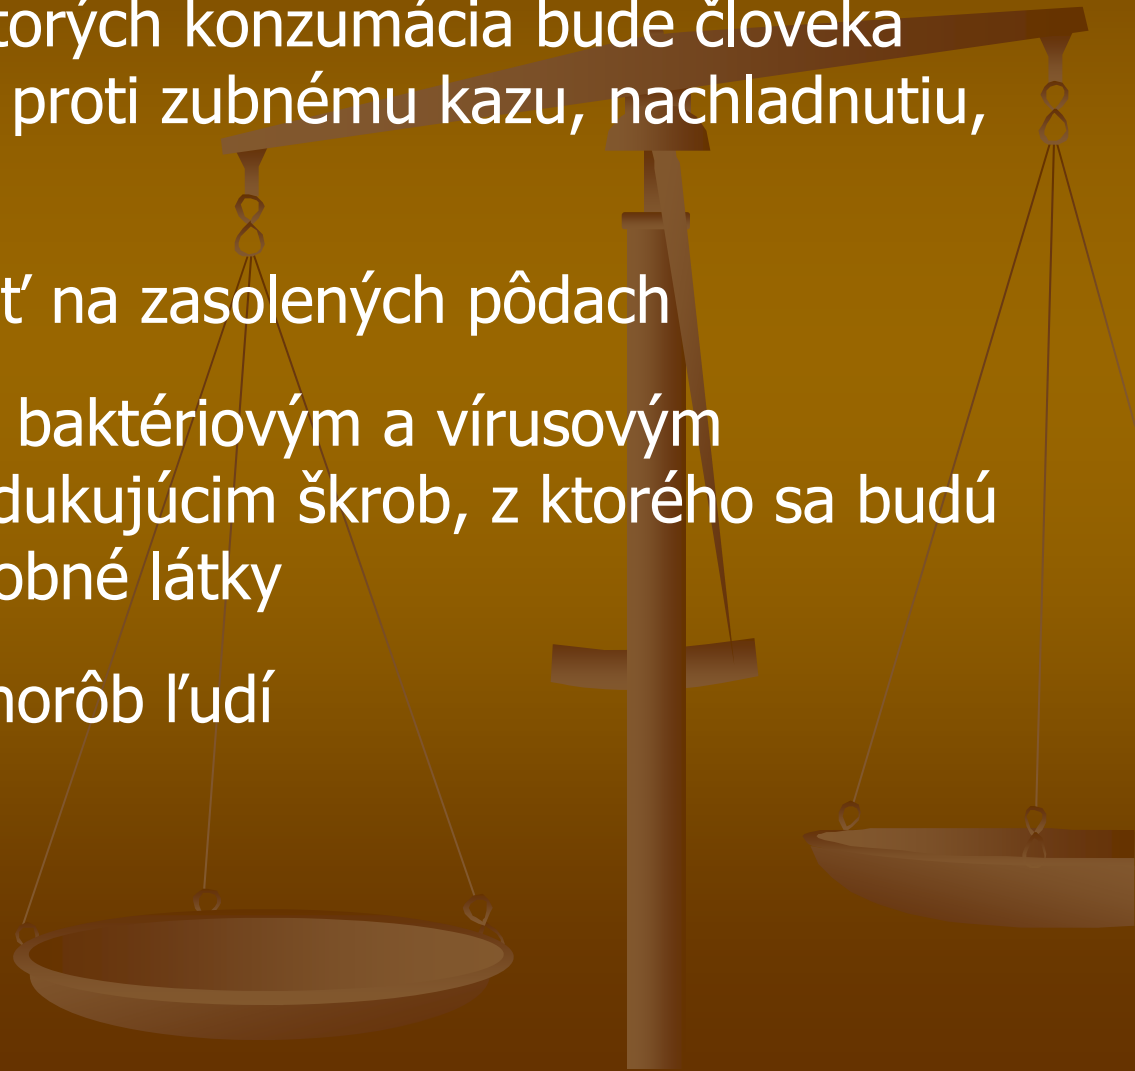 torých konzumácia bude človeka
proti zubnému kazu, nachladnutiu,
ť na zasolených pôdach
baktériovým a vírusovým
dukujúcim škrob, z ktorého sa budú
obné látky
horôb ľudí